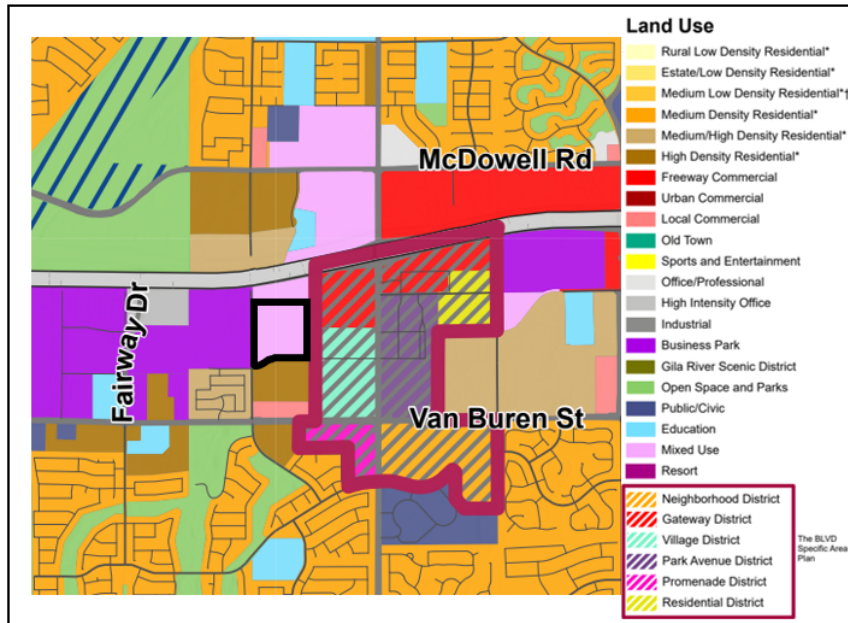 Land Use
Rural Low Density Residential*
Estate/Low Density Residential*
Medium Low Density Residential*†
Medium Density Residential*
Medium/High Density Residential*
High Density Residential*
Freeway Commercial
Urban Commercial
Local Commercial
Old Town
Sports and Entertainment
Office/Professional
High Intensity Office
Industrial
Business Park
Gila River Scenic District
Open Space and Parks
Public/Civic
Education
Mixed Use
Resort
Neighborhood District
Gateway District
Village District
Park Avenue District
Promenade District
Residential District
The BLVD
Specific Area
Plan
McDowell Rd
Fairway Dr
Van Buren St